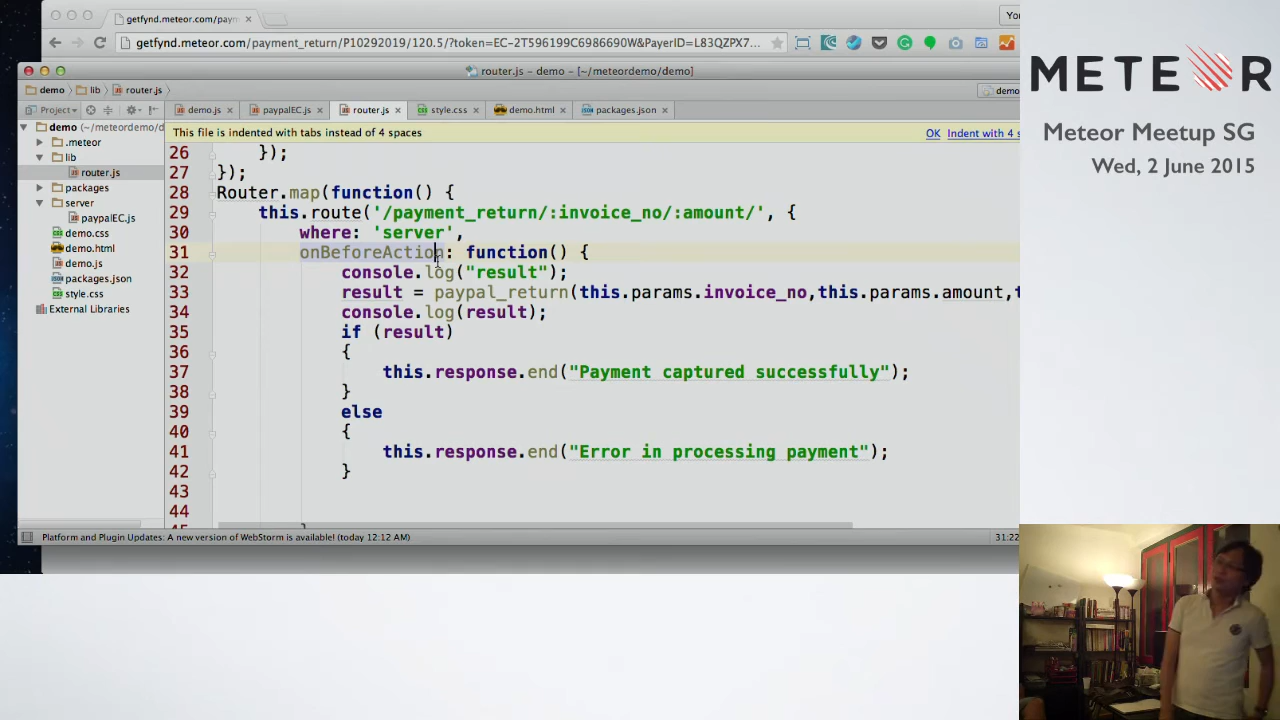 getfynd.meteor.com/paym
You
getfynd.meteor.com/payment_return/P10292019/120.5/?token=EC-2T596199C6986690W&PayerID=L83QZPX7...
router.js – demo – [~/meteordemo/demo]
demo lib router.js
demo
Project demo.js paypalEC.js router.js style.css demo.html packages.json
demo (~/meteordemo/d
.meteor
lib
router.js
packages
server
paypalEC.js
demo.css
demo.html
demo.js
packages.json
style.css
External Libraries
This file is indented with tabs instead of 4 spaces OK Indent with 4 s
26 });
27 });
28 Router.map(function() {
29 this.route('/payment_return/:invoice_no/:amount/', {
30 where: 'server',
31 onBeforeAction: function() {
32 console.log("result");
33 result = paypal_return(this.params.invoice_no,this.params.amount,t
34 console.log(result);
35 if (result)
36 {
37 this.response.end("Payment captured successfully");
38 }
39 else
40 {
41 this.response.end("Error in processing payment");
42 }
43
44
45 }
Platform and Plugin Updates: A new version of WebStorm is available! (today 12:12 AM) 31:22
METEOR
Meteor Meetup SG
Wed, 2 June 2015